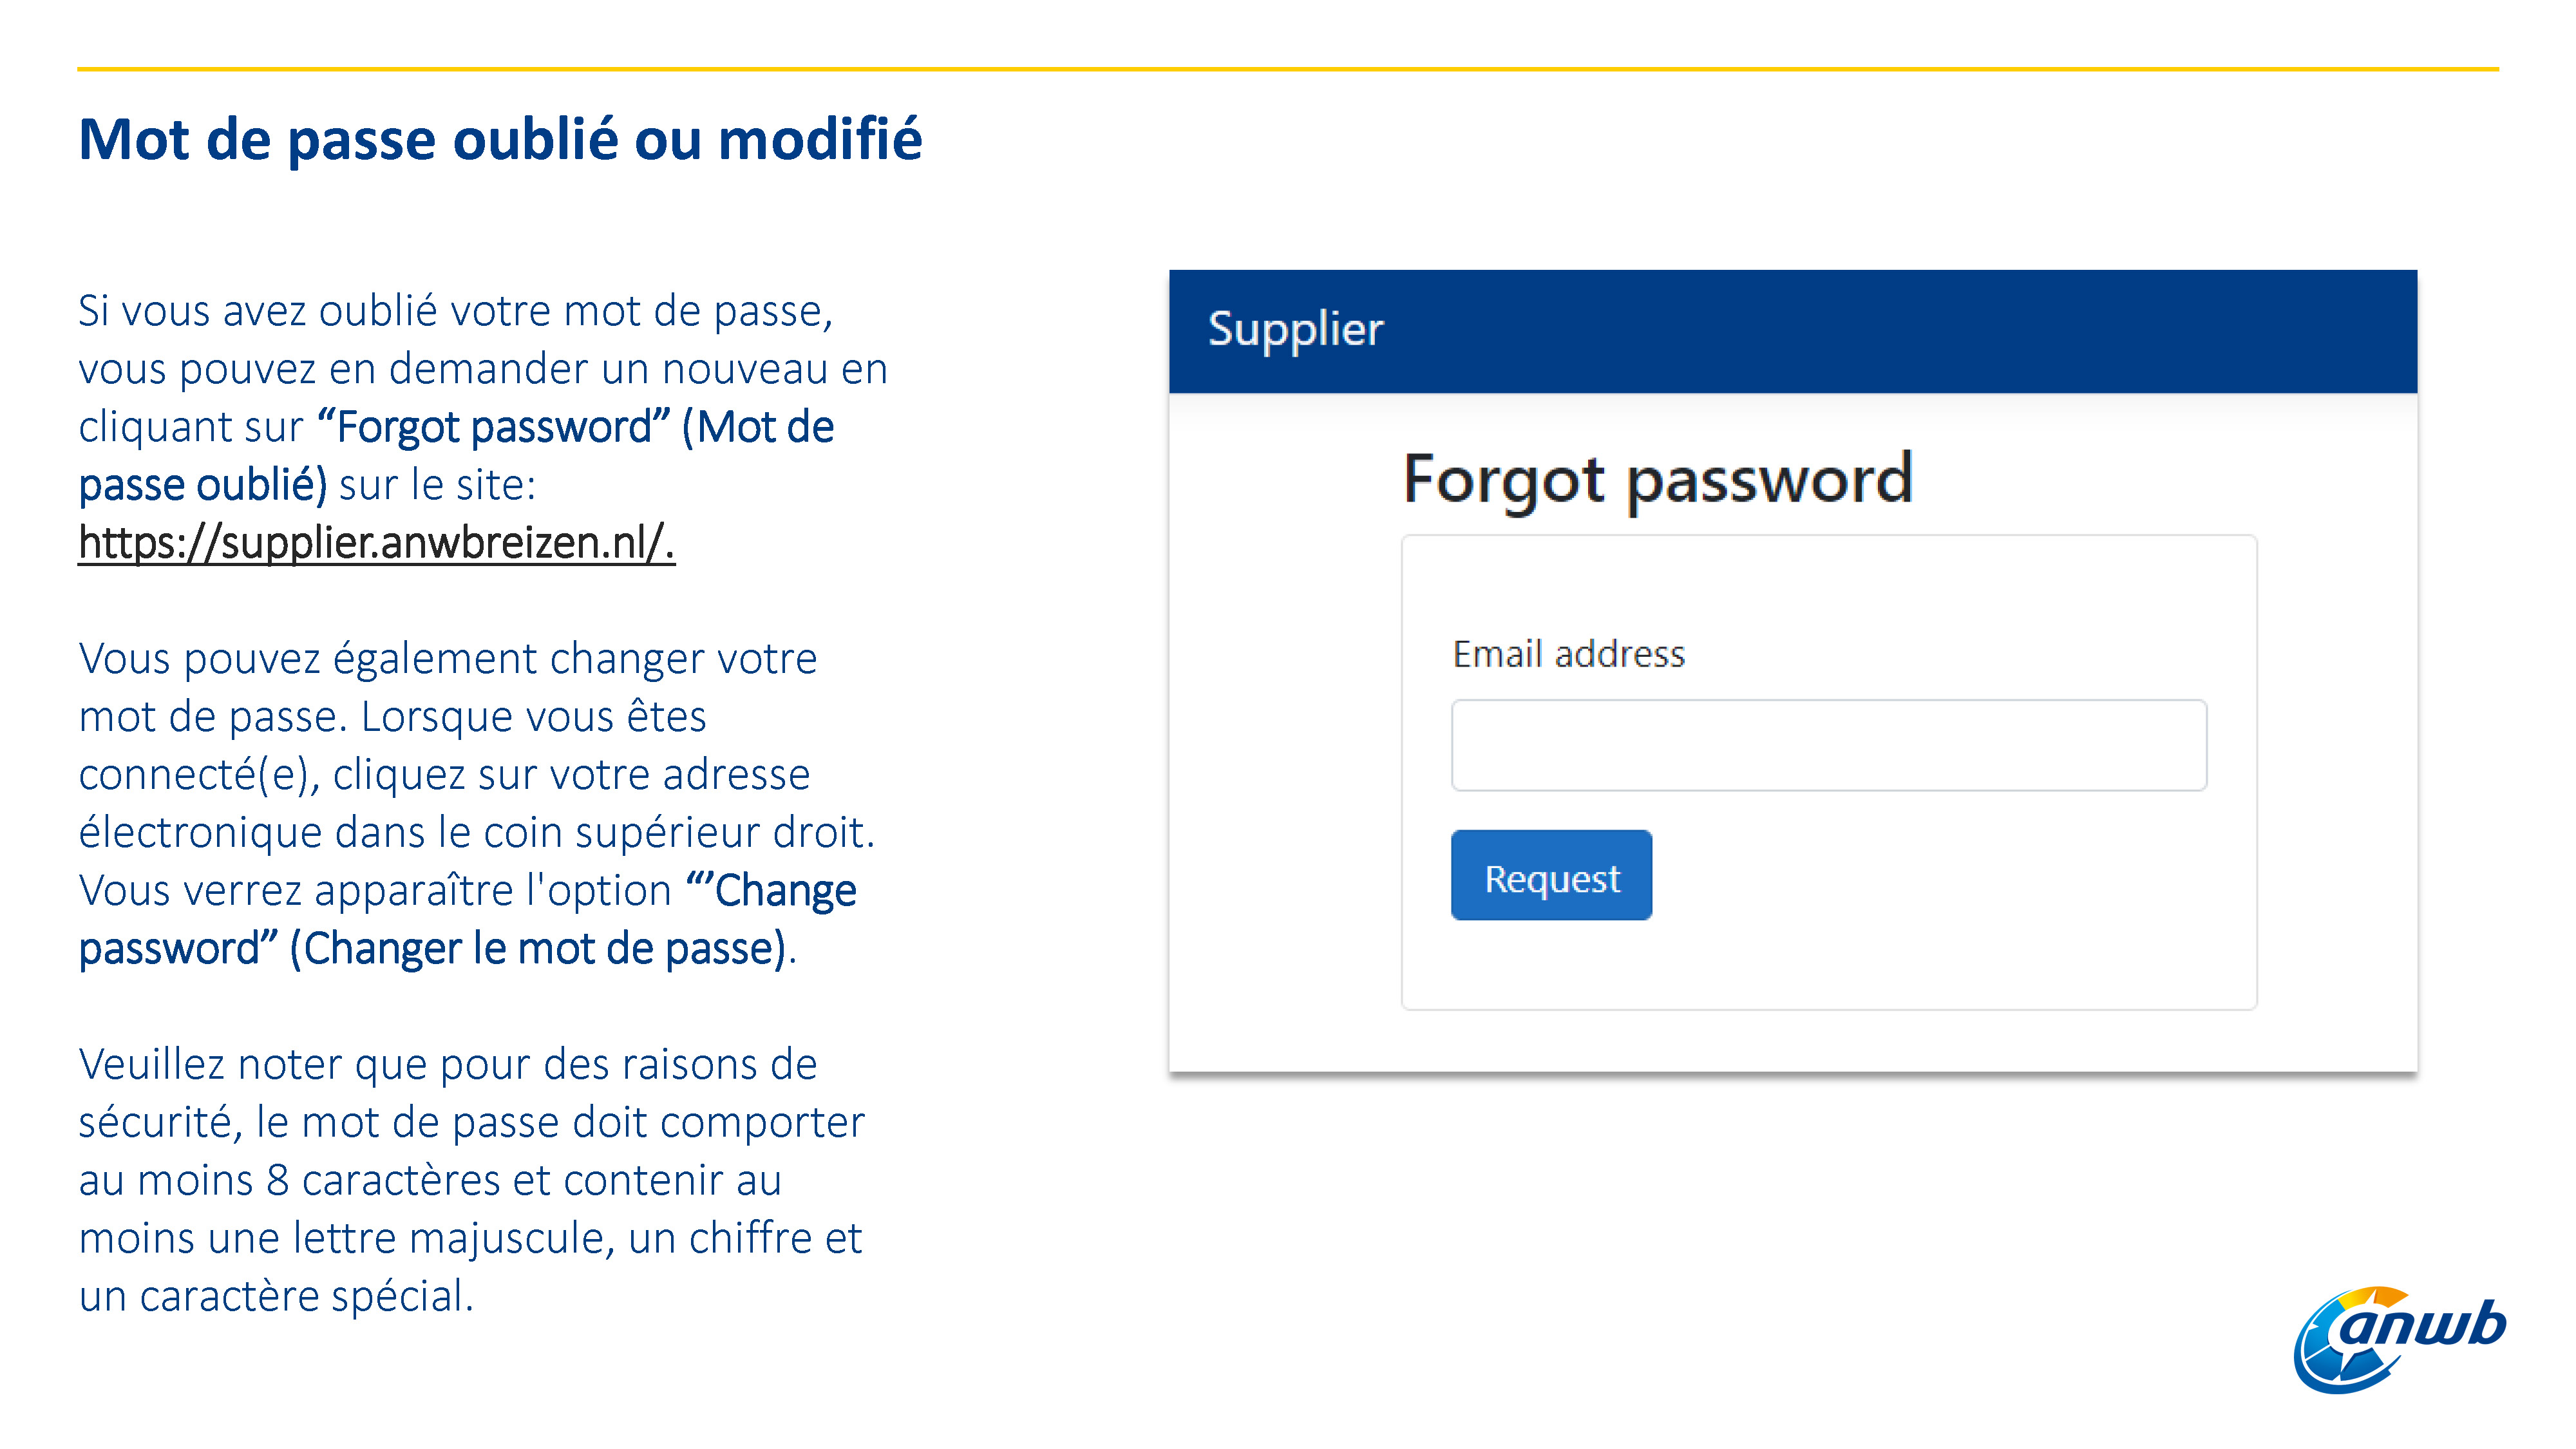 Mot de passe oublié ou modifié
Si vous avez oublié votre mot de passe,
vous pouvez en demander un nouveau en
cliquant sur “Forgot password” (Mot de
passe oublié) sur le site:
https://supplier.anwbreizen.nl/.
Vous pouvez également changer votre
mot de passe. Lorsque vous êtes
connecté(e), cliquez sur votre adresse
électronique dans le coin supérieur droit.
Vous verrez apparaître l'option “’Change
password” (Changer le mot de passe).
Veuillez noter que pour des raisons de
sécurité, le mot de passe doit comporter
au moins 8 caractères et contenir au
moins une lettre majuscule, un chiffre et
un caractère spécial.
Supplier
Forgot password
Email address
Request
anwb